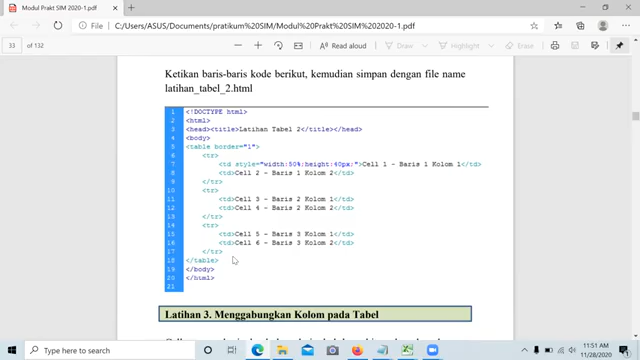 Modul Prakt SIM 2020-1.pdf
C:/Users/ASUS/Documents/pratikum%20SIM/Modul%20Prakt%20SIM%202020-1.pdf
33 of 132
Read aloud
Draw
Highlight
Erase
Ketikan baris-baris kode berikut, kemudian simpan dengan file name
latihan_tabel_2.html
1 <!DOCTYPE html>
2 <html>
3 <head><title>Latihan Tabel 2</title></head>
4 <body>
5 <table border="1">
6 <tr>
7 <td style="width:50%;height:40px;">Cell 1 - Baris 1 Kolom 1</td>
8 <td>Cell 2 - Baris 1 Kolom 2</td>
9 </tr>
10 <tr>
11 <td>Cell 3 - Baris 2 Kolom 1</td>
12 <td>Cell 4 - Baris 2 Kolom 2</td>
13 </tr>
14 <tr>
15 <td>Cell 5 - Baris 3 Kolom 1</td>
16 <td>Cell 6 - Baris 3 Kolom 2</td>
17 </tr>
18 </table>
19 </body>
20 </html>
21
Latihan 3. Menggabungkan Kolom pada Tabel
Type here to search
11:51 AM
11/28/2020